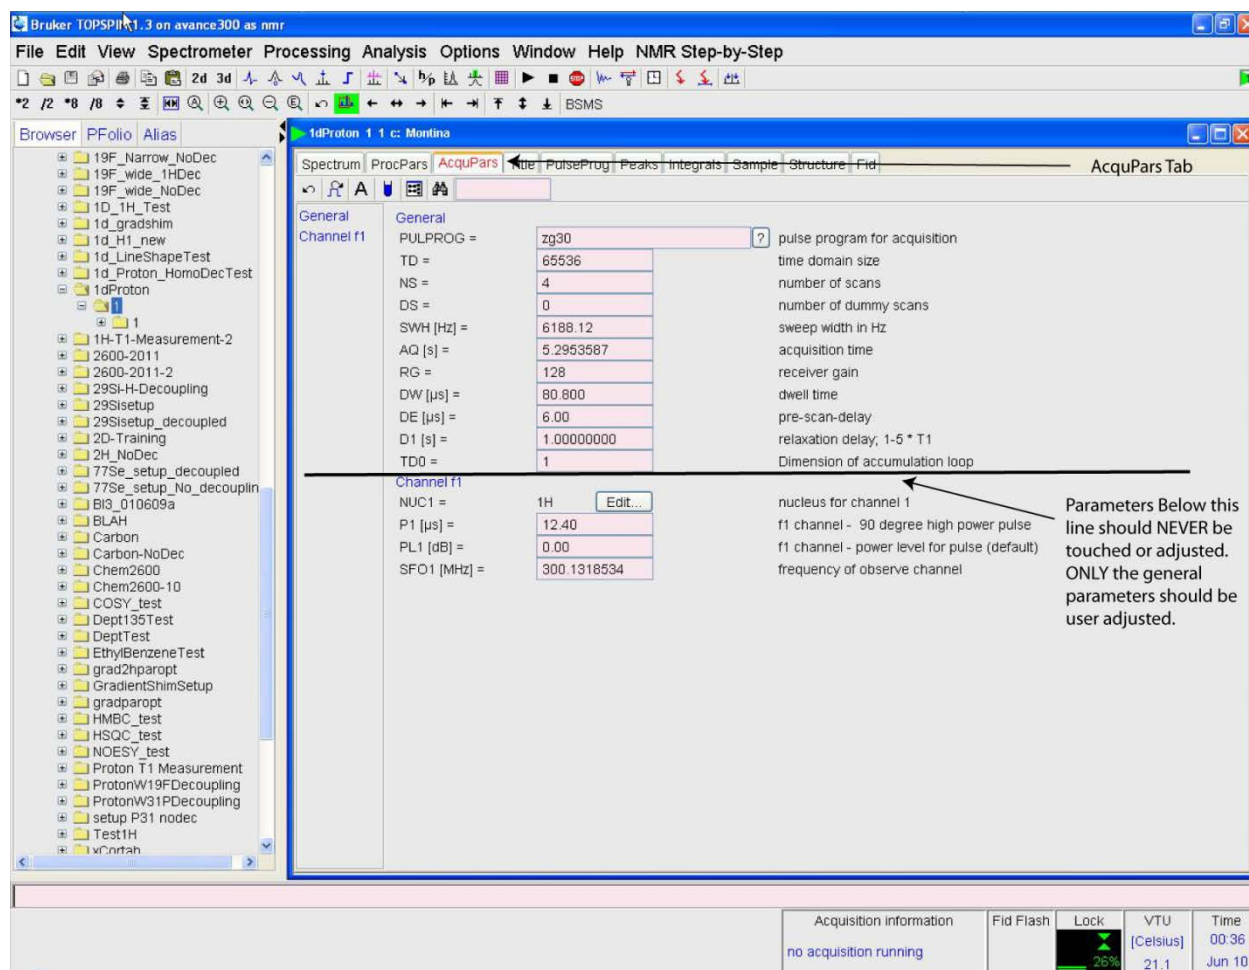 Bruker TOPSPIN 1.3 on avance300 as nmr
File Edit View Spectrometer Processing Analysis Options Window Help NMR Step-by-Step
2d 3d
*2 /2 *8 /8 BSMS
Browser PFolio Alias
19F_Narrow_NoDec
19F_wide_1HDec
19F_wide_NoDec
1D_1H_Test
1d_gradshim
1d_H1_new
1d_LineShapeTest
1d_Proton_HomoDecTest
1dProton
1
1
1H-T1-Measurement-2
2600-2011
2600-2011-2
29SI-H-Decoupling
29Sisetup
29Sisetup_decoupled
2D-Training
2H_NoDec
77Se_setup_decoupled
77Se_setup_No_decouplin
BI3_010609a
BLAH
Carbon
Carbon-NoDec
Chem2600
Chem2600-10
COSY_test
Dept135Test
DeptTest
EthylBenzeneTest
grad2hparopt
GradientShimSetup
gradparopt
HMBC_test
HSQC_test
NOESY_test
Proton T1 Measurement
ProtonW19FDecoupling
ProtonW31PDecoupling
setup P31 nodec
Test1H
xCortab
1dProton 1 1 c: Montina
Spectrum ProcPars AcquPars Title PulseProg Peaks Integrals Sample Structure Fid
AcquPars Tab
A
General
Channel f1
General
PULPROG = zg30 ? pulse program for acquisition
TD = 65536 time domain size
NS = 4 number of scans
DS = 0 number of dummy scans
SWH [Hz] = 6188.12 sweep width in Hz
AQ [s] = 5.2953587 acquisition time
RG = 128 receiver gain
DW [µs] = 80.800 dwell time
DE [µs] = 6.00 pre-scan-delay
D1 [s] = 1.00000000 relaxation delay; 1-5 * T1
TD0 = 1 Dimension of accumulation loop
Channel f1
NUC1 = 1H Edit... nucleus for channel 1
P1 [µs] = 12.40 f1 channel - 90 degree high power pulse
PL1 [dB] = 0.00 f1 channel - power level for pulse (default)
SFO1 [MHz] = 300.1318534 frequency of observe channel
Parameters Below this
line should NEVER be
touched or adjusted.
ONLY the general
parameters should be
user adjusted.
Acquisition information
no acquisition running
Fid Flash
Lock
26%
VTU
[Celsius]
21.1
Time
00:36
Jun 10